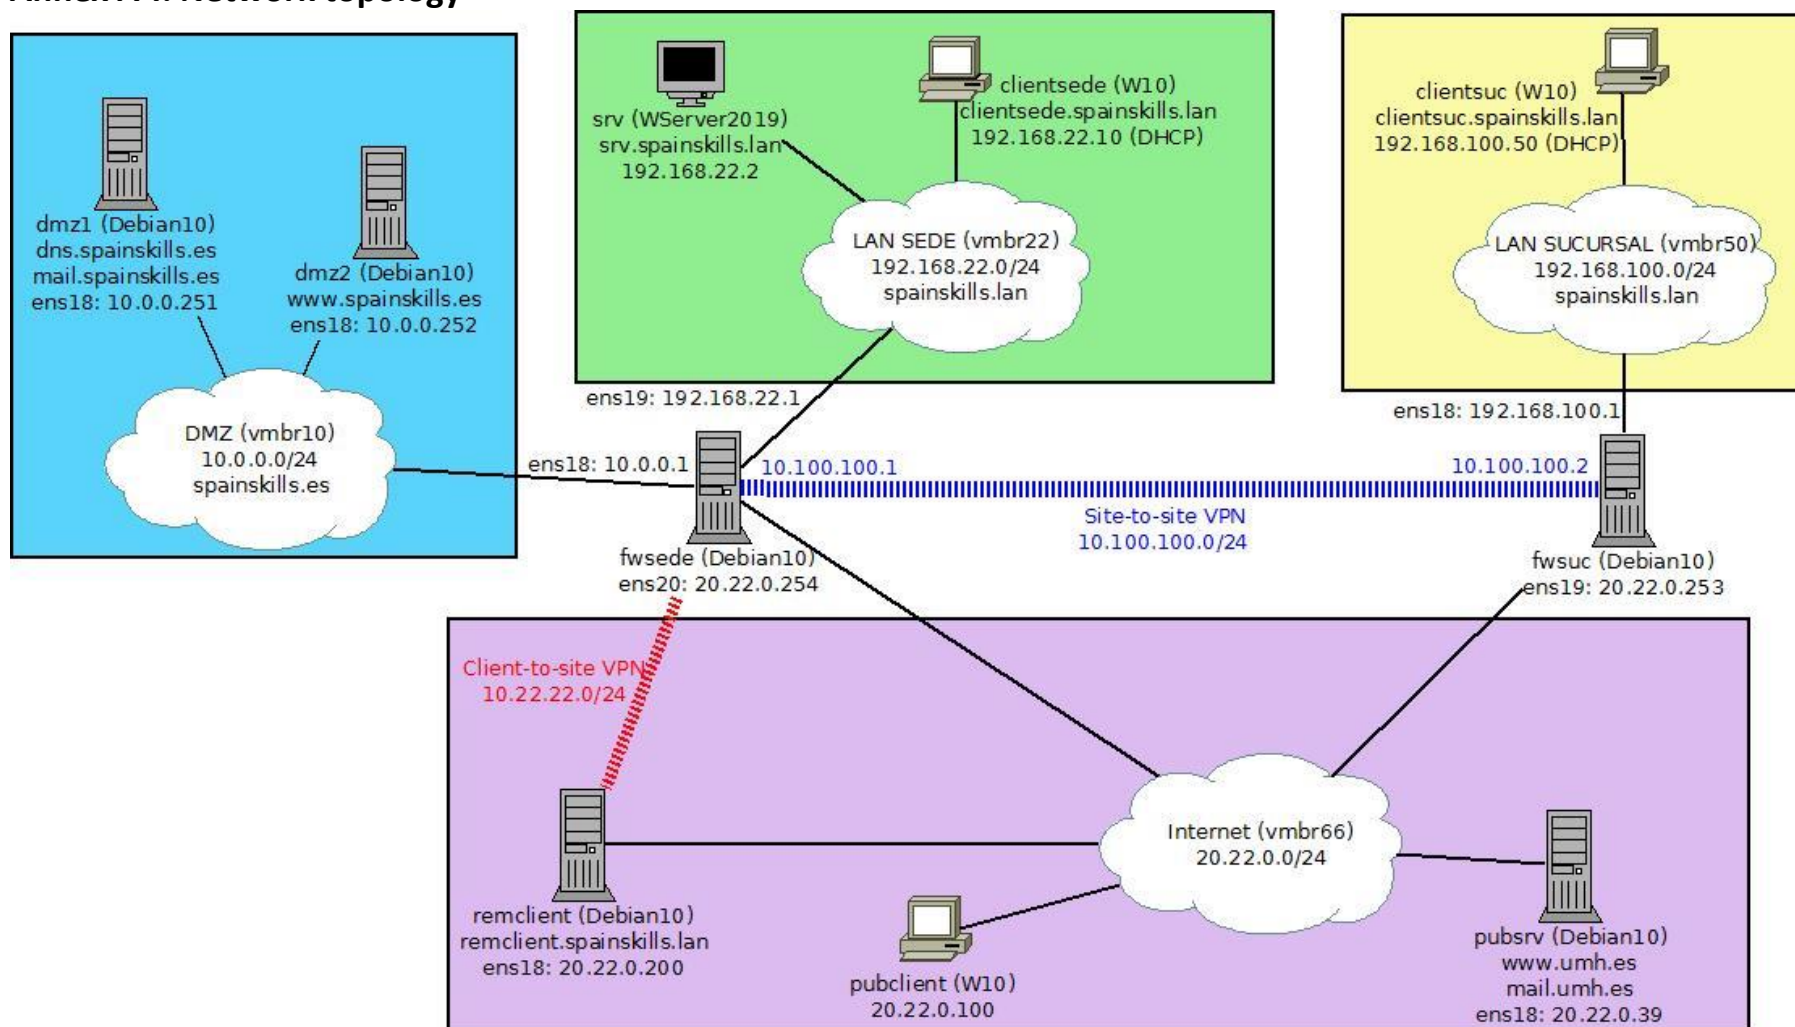 srv (WServer2019)
srv.spainskills.lan
192.168.22.2
clientsede (W10)
clientsede.spainskills.lan
192.168.22.10 (DHCP)
clientsuc (W10)
clientsuc.spainskills.lan
192.168.100.50 (DHCP)
dmz1 (Debian10)
dns.spainskills.es
mail.spainskills.es
ens18: 10.0.0.251
dmz2 (Debian10)
www.spainskills.es
ens18: 10.0.0.252
LAN SEDE (vmbr22)
192.168.22.0/24
spainskills.lan
LAN SUCURSAL (vmbr50)
192.168.100.0/24
spainskills.lan
ens19: 192.168.22.1
ens18: 192.168.100.1
DMZ (vmbr10)
10.0.0.0/24
spainskills.es
ens18: 10.0.0.1
10.100.100.1
10.100.100.2
Site-to-site VPN
10.100.100.0/24
fwsede (Debian10)
ens20: 20.22.0.254
fwsuc (Debian10)
ens19: 20.22.0.253
Client-to-site VPN
10.22.22.0/24
Internet (vmbr66)
20.22.0.0/24
remclient (Debian10)
remclient.spainskills.lan
ens18: 20.22.0.200
pubclient (W10)
20.22.0.100
pubsrv (Debian10)
www.umh.es
mail.umh.es
ens18: 20.22.0.39